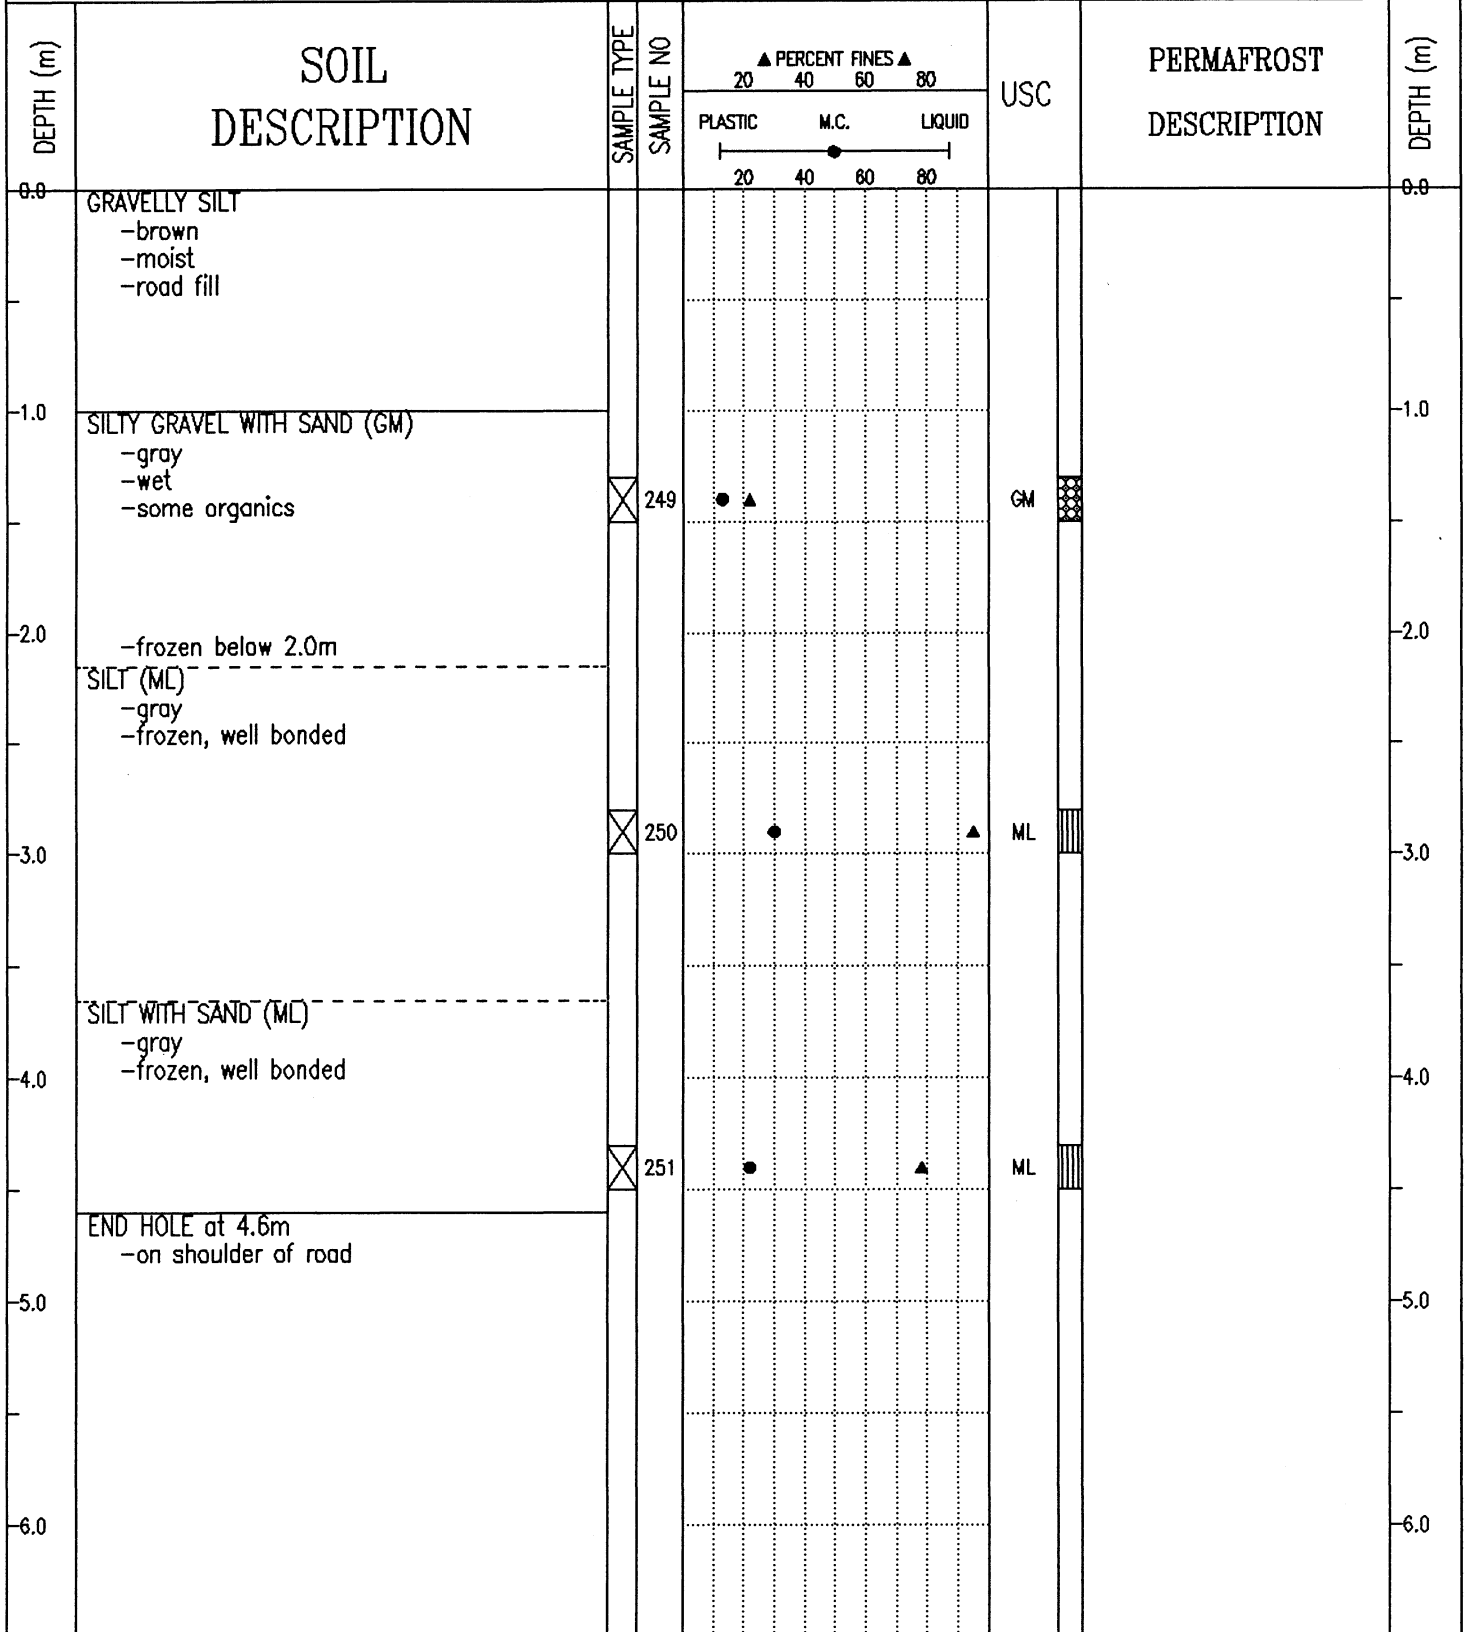 DEPTH (m)
SOIL
DESCRIPTION
SAMPLE TYPE
SAMPLE NO
▲ PERCENT FINES ▲
20 40 60 80
PLASTIC M.C. LIQUID
20 40 60 80
USC
PERMAFROST
DESCRIPTION
DEPTH (m)
0.0 0.0
GRAVELLY SILT
-brown
-moist
-road fill
1.0 1.0
SILTY GRAVEL WITH SAND (GM)
-gray
-wet
-some organics
249 GM
2.0 2.0
-frozen below 2.0m
SILT (ML)
-gray
-frozen, well bonded
250 ML
3.0 3.0
SILT WITH SAND (ML)
-gray
-frozen, well bonded
4.0 4.0
251 ML
END HOLE at 4.6m
-on shoulder of road
5.0 5.0
6.0 6.0